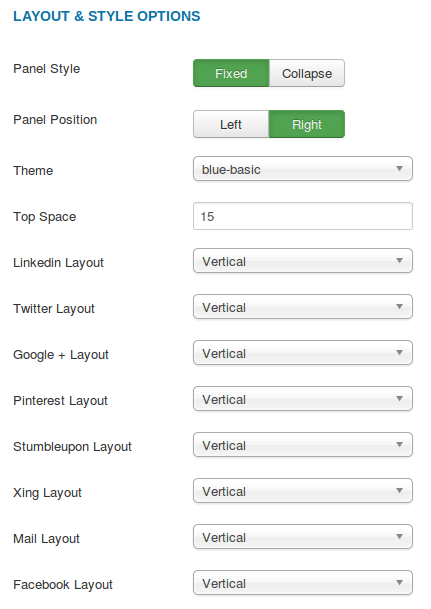 LAYOUT & STYLE OPTIONS
Panel Style Fixed Collapse
Panel Position Left Right
Theme blue-basic
Top Space 15
Linkedin Layout Vertical
Twitter Layout Vertical
Google + Layout Vertical
Pinterest Layout Vertical
Stumbleupon Layout Vertical
Xing Layout Vertical
Mail Layout Vertical
Facebook Layout Vertical